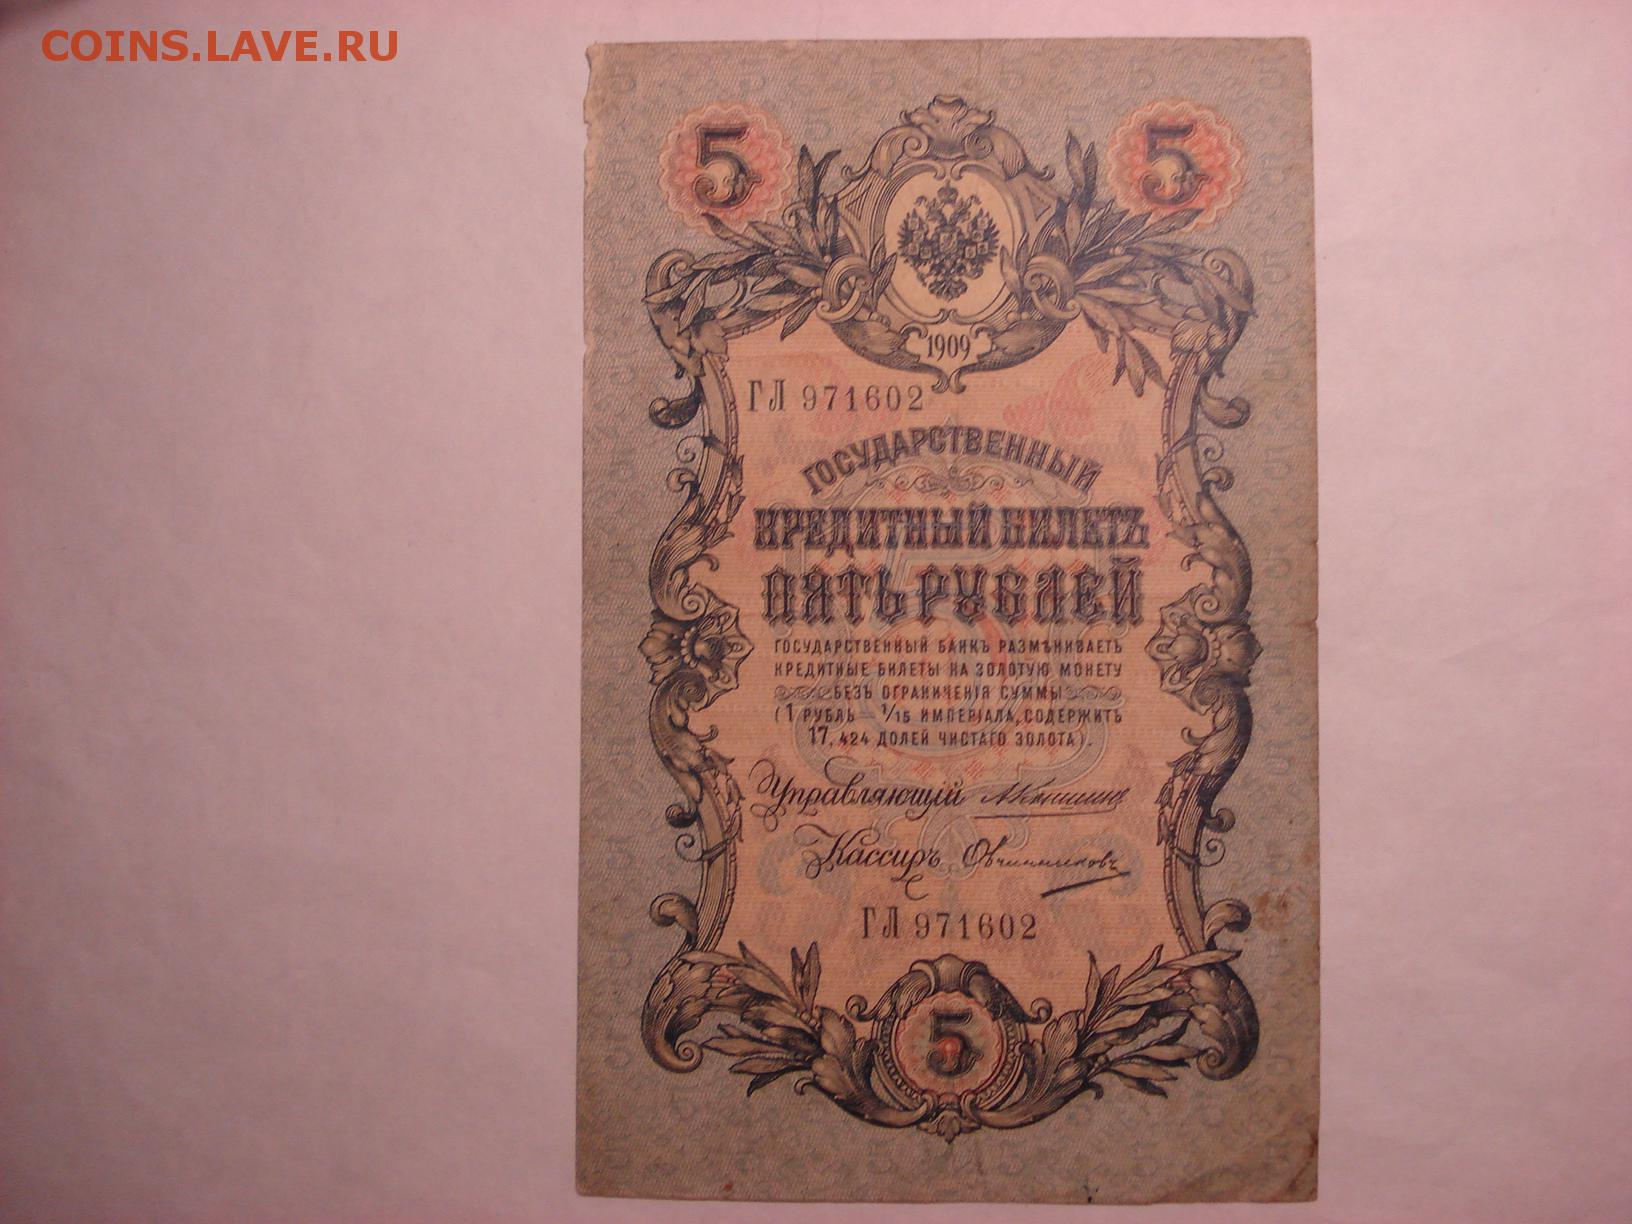 COINS.LAVE.RU
5 5
1909
ГЛ 971602
ГОСУДАРСТВЕННЫЙ
КРЕДИТНЫЙ БИЛЕТЪ
ПЯТЬ РУБЛЕЙ
ГОСУДАРСТВЕННЫЙ БАНКЪ РАЗМѢНИВАЕТЪ
КРЕДИТНЫЕ БИЛЕТЫ НА ЗОЛОТУЮ МОНЕТУ
БЕЗЪ ОГРАНИЧЕНІЯ СУММЫ
(1 РУБЛЬ = 1/15 ИМПЕРІАЛА, СОДЕРЖИТЪ
17,424 ДОЛЕЙ ЧИСТАГО ЗОЛОТА).
Управляющій АКоншинъ
Кассиръ Овчинниковъ
ГЛ 971602
5